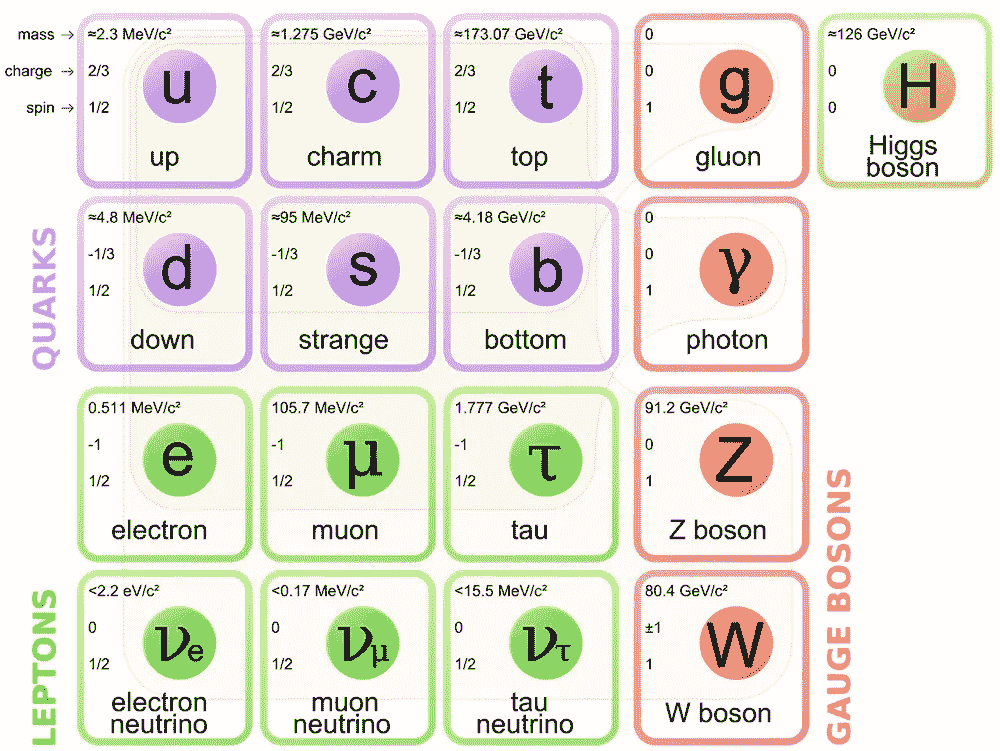 mass →
charge →
spin →
≈2.3 MeV/c²
2/3
1/2
u
up
≈1.275 GeV/c²
2/3
1/2
c
charm
≈173.07 GeV/c²
2/3
1/2
t
top
0
0
1
g
gluon
≈126 GeV/c²
0
0
H
Higgs
boson
QUARKS
≈4.8 MeV/c²
-1/3
1/2
d
down
≈95 MeV/c²
-1/3
1/2
s
strange
≈4.18 GeV/c²
-1/3
1/2
b
bottom
0
0
1
γ
photon
0.511 MeV/c²
-1
1/2
e
electron
105.7 MeV/c²
-1
1/2
μ
muon
1.777 GeV/c²
-1
1/2
τ
tau
91.2 GeV/c²
0
1
Z
Z boson
LEPTONS
<2.2 eV/c²
0
1/2
νe
electron
neutrino
<0.17 MeV/c²
0
1/2
νμ
muon
neutrino
<15.5 MeV/c²
0
1/2
ντ
tau
neutrino
80.4 GeV/c²
±1
1
W
W boson
GAUGE BOSONS